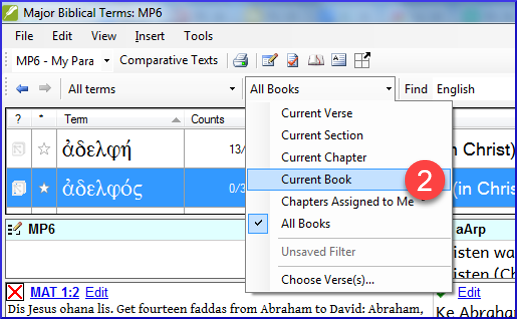 Major Biblical Terms: MP6
File Edit View Insert Tools
MP6 - My Para Comparative Texts
All terms All Books Find English
? * Term Counts
ἀδελφή 13/ in Christ)
ἀδελφός 0/3 (in Chris
Current Verse
Current Section
Current Chapter
Current Book 2
Chapters Assigned to Me
All Books
Unsaved Filter
Choose Verse(s)...
MP6 aArp
isten wa
isten (Ch
MAT 1:2 Edit Edit
Dis Jesus ohana lis. Get fourteen faddas from Abraham to David: Abraham, Ke Abraha